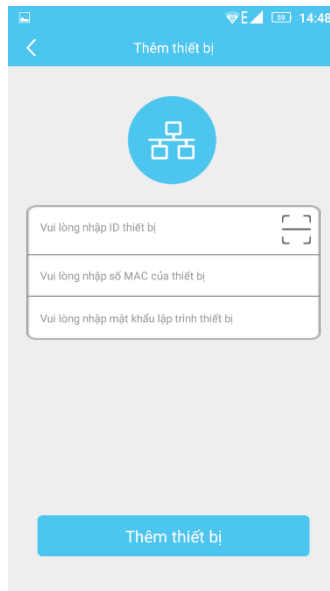 E 59 14:48
Thêm thiết bị
Vui lòng nhập ID thiết bị
Vui lòng nhập số MAC của thiết bị
Vui lòng nhập mật khẩu lập trình thiết bị
Thêm thiết bị